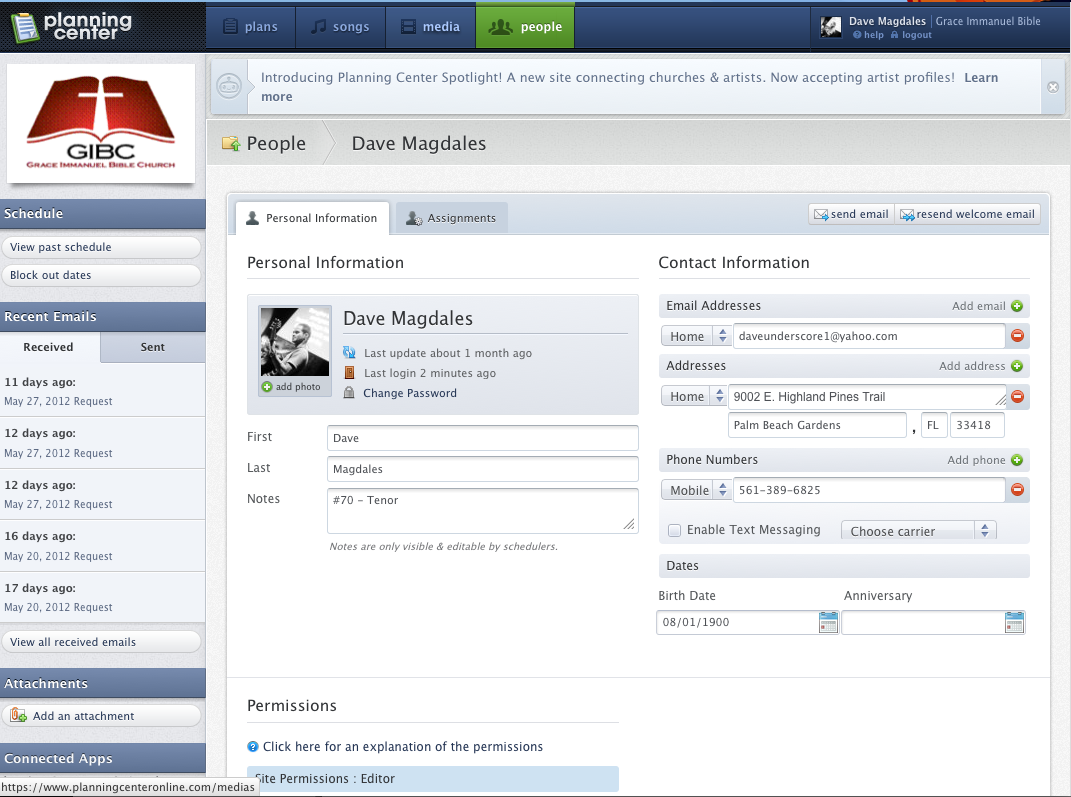 planning center
plans songs media people
Dave Magdales | Grace Immanuel Bible
help logout
GIBC
GRACE IMMANUEL BIBLE CHURCH
Introducing Planning Center Spotlight! A new site connecting churches & artists. Now accepting artist profiles! Learn
more
People Dave Magdales
Schedule
View past schedule
Block out dates
Recent Emails
Received Sent
11 days ago:
May 27, 2012 Request
12 days ago:
May 27, 2012 Request
12 days ago:
May 27, 2012 Request
16 days ago:
May 20, 2012 Request
17 days ago:
May 20, 2012 Request
View all received emails
Attachments
Add an attachment
Connected Apps
https://www.planningcenteronline.com/medias
Personal Information Assignments send email resend welcome email
Personal Information
Dave Magdales
Last update about 1 month ago
Last login 2 minutes ago
Change Password
add photo
First Dave
Last Magdales
Notes #70 - Tenor
Notes are only visible & editable by schedulers.
Contact Information
Email Addresses Add email
Home daveunderscore1@yahoo.com
Addresses Add address
Home 9002 E. Highland Pines Trail
Palm Beach Gardens , FL 33418
Phone Numbers Add phone
Mobile 561-389-6825
Enable Text Messaging Choose carrier
Dates
Birth Date Anniversary
08/01/1900
Permissions
Click here for an explanation of the permissions
Site Permissions : Editor